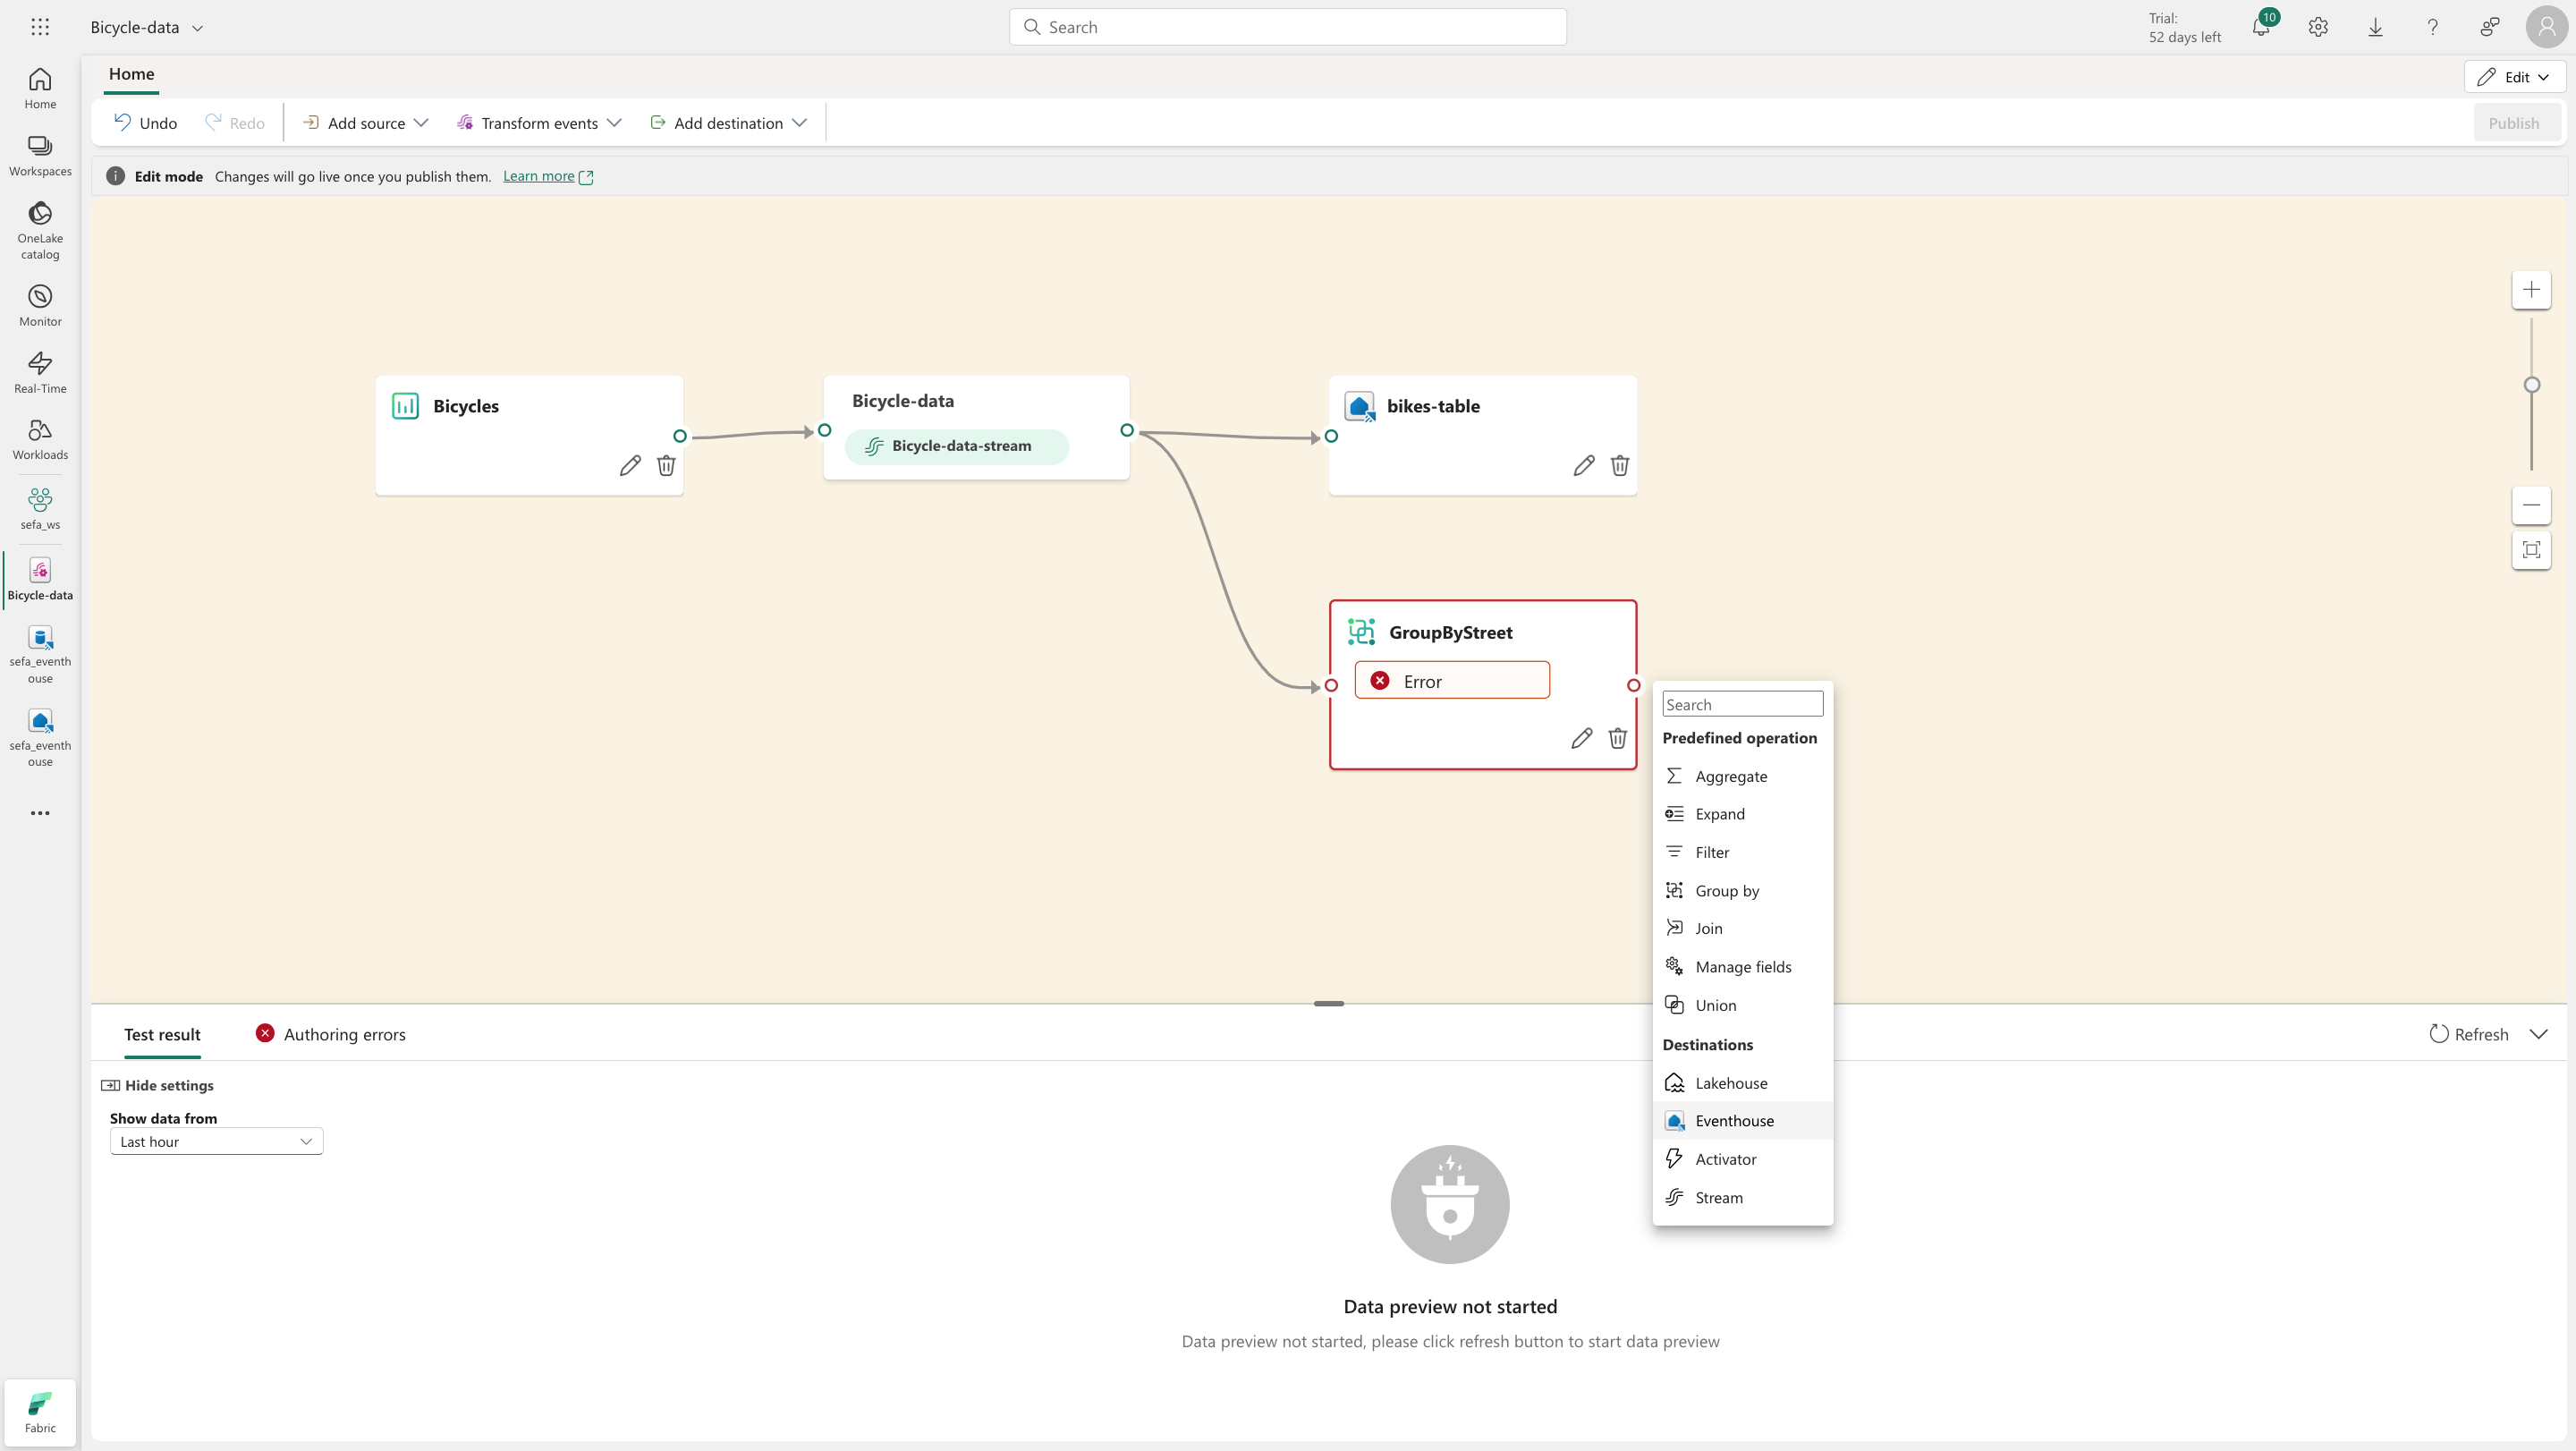 Bicycle-data
Search
Trial:
52 days left
10
Home
Edit
Undo
Redo
Add source
Transform events
Add destination
Publish
Edit mode Changes will go live once you publish them. Learn more
Home
Workspaces
OneLake
catalog
Monitor
Real-Time
Workloads
sefa_ws
Bicycle-data
sefa_eventh
ouse
sefa_eventh
ouse
Fabric
Bicycles
Bicycle-data
Bicycle-data-stream
bikes-table
GroupByStreet
Error
Search
Predefined operation
Aggregate
Expand
Filter
Group by
Join
Manage fields
Union
Destinations
Lakehouse
Eventhouse
Activator
Stream
Test result
Authoring errors
Refresh
Hide settings
Show data from
Last hour
Data preview not started
Data preview not started, please click refresh button to start data preview